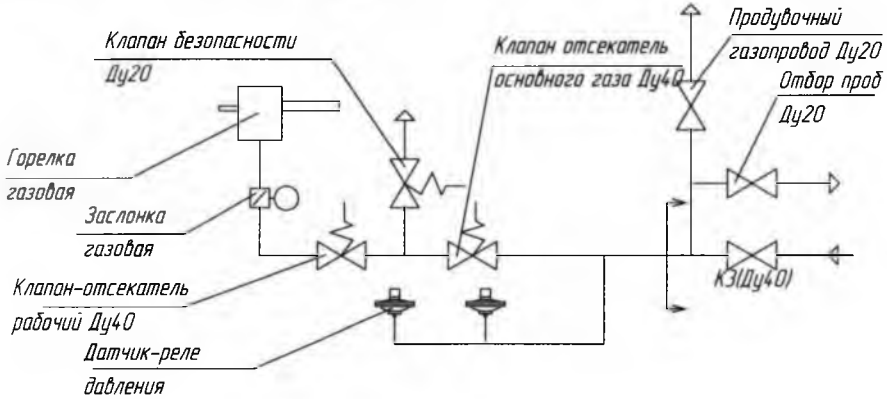 Клапан безопасности
Ду20
Клапан отсекатель
основного газа Ду40
Продувочный
газопровод Ду20
Отбор проб
Ду20
Горелка
газовая
Заслонка
газовая
КЗ(Ду40)
Клапан-отсекатель
рабочий Ду40
Датчик-реле
давления